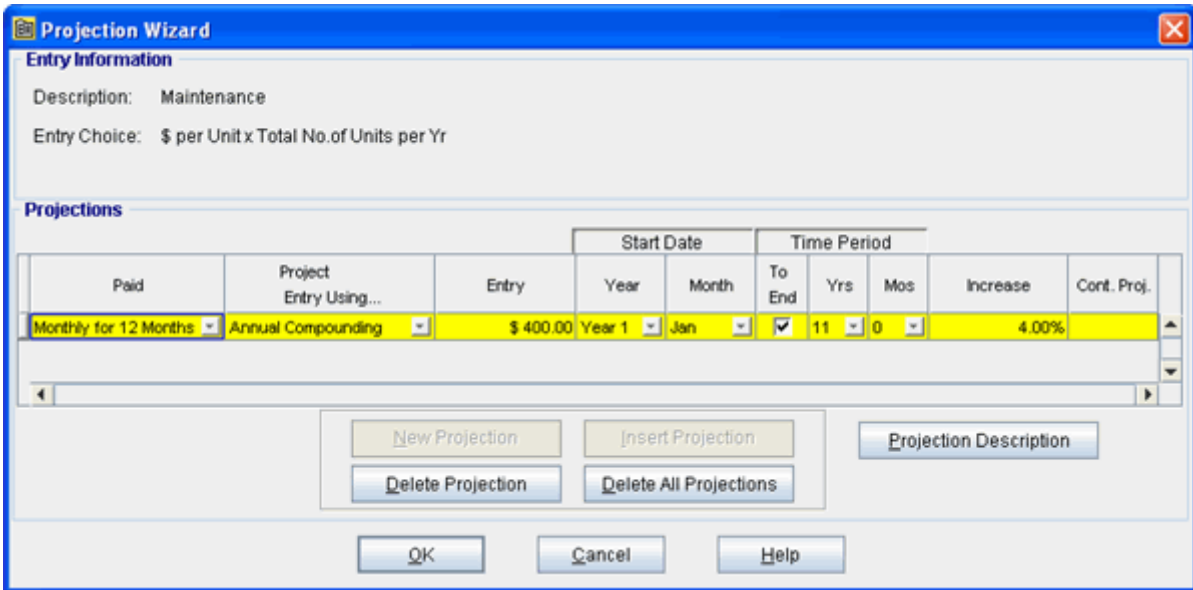 Projection Wizard
Entry Information
Description: Maintenance
Entry Choice: $ per Unit x Total No.of Units per Yr
Projections
Start Date Time Period
Paid Project Entry Using... Entry Year Month To End Yrs Mos Increase Cont. Proj.
Monthly for 12 Months Annual Compounding $ 400.00 Year 1 Jan 11 0 4.00%
New Projection Insert Projection Projection Description
Delete Projection Delete All Projections
OK Cancel Help